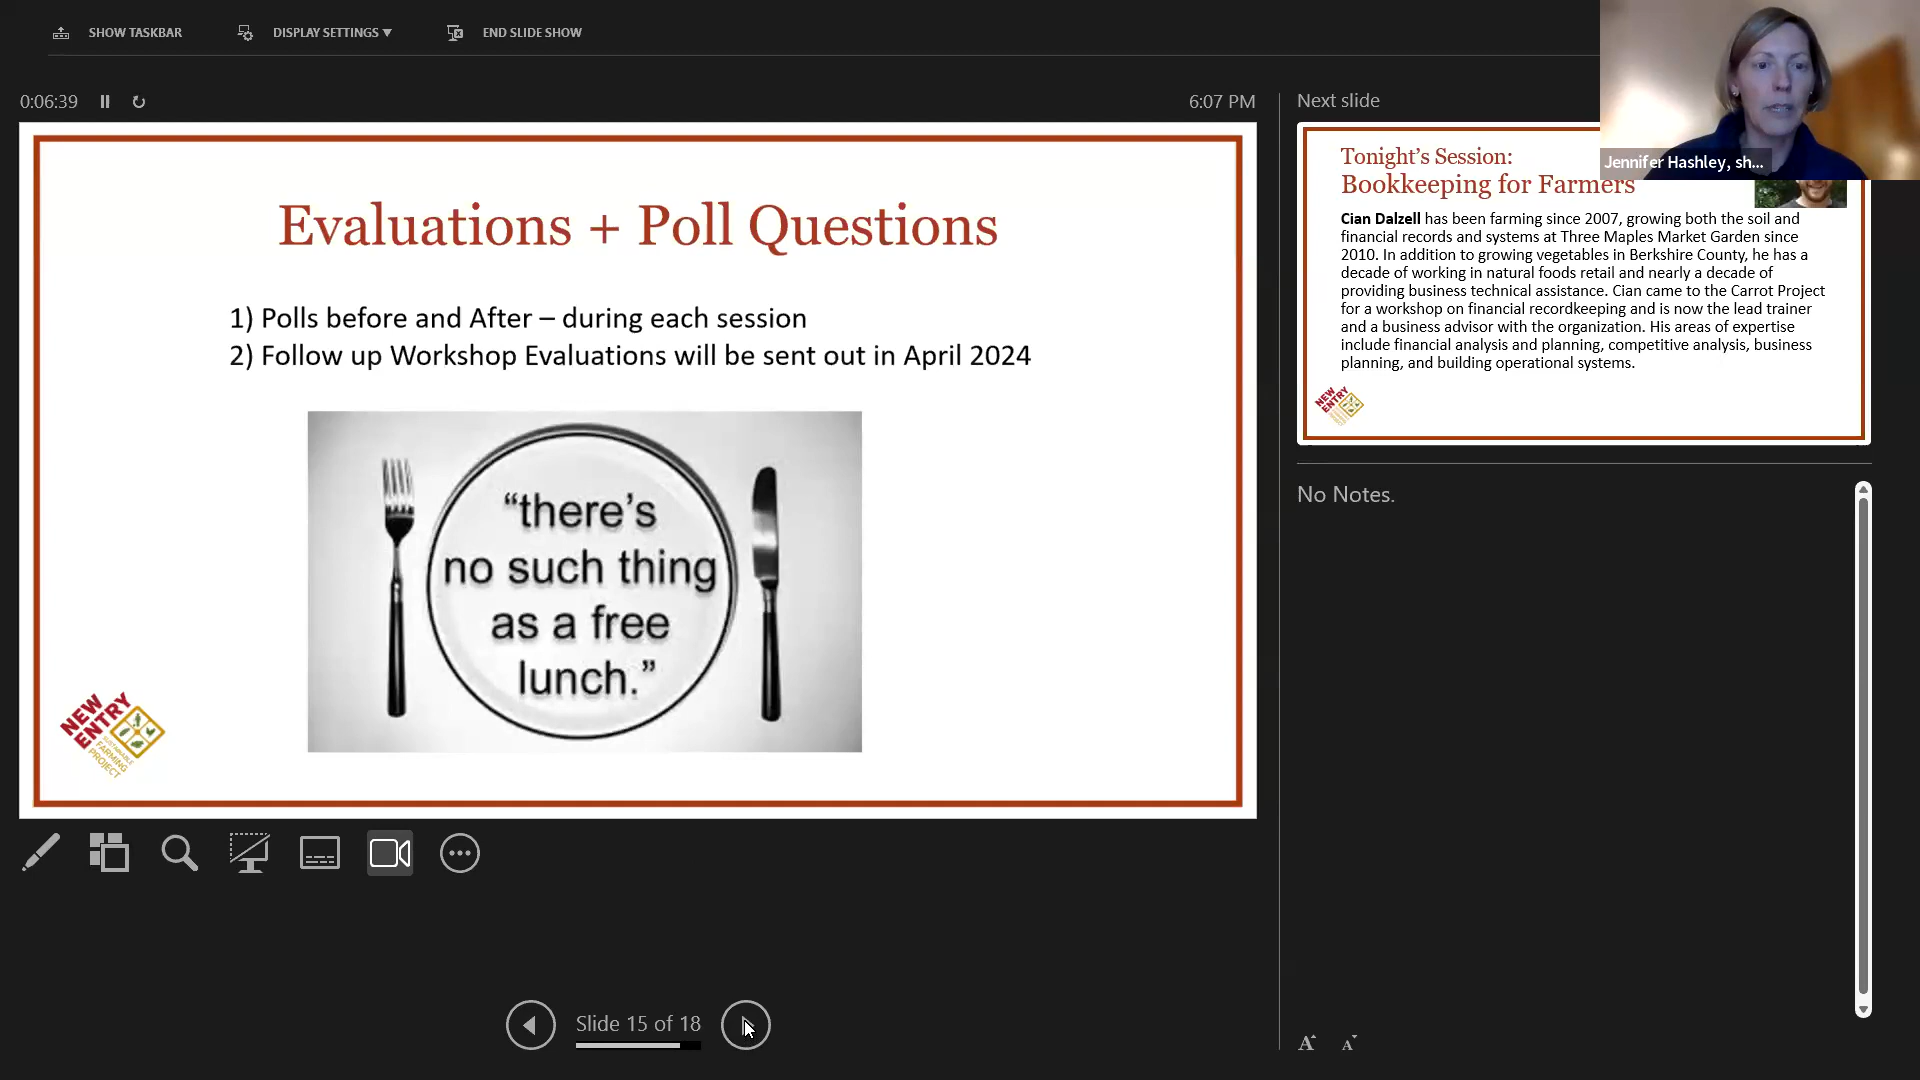 SHOW TASKBAR
DISPLAY SETTINGS ▼
END SLIDE SHOW
0:06:39
6:07 PM
Evaluations + Poll Questions
1) Polls before and After – during each session
2) Follow up Workshop Evaluations will be sent out in April 2024
“there’s
no such thing
as a free
lunch.”
NEW
ENTRY
SUSTAINABLE
FARMING
PROJECT
Slide 15 of 18
Next slide
Jennifer Hashley, sh...
Tonight’s Session:
Bookkeeping for Farmers
Cian Dalzell has been farming since 2007, growing both the soil and
financial records and systems at Three Maples Market Garden since
2010. In addition to growing vegetables in Berkshire County, he has a
decade of working in natural foods retail and nearly a decade of
providing business technical assistance. Cian came to the Carrot Project
for a workshop on financial recordkeeping and is now the lead trainer
and a business advisor with the organization. His areas of expertise
include financial analysis and planning, competitive analysis, business
planning, and building operational systems.
NEW
ENTRY
No Notes.
A A